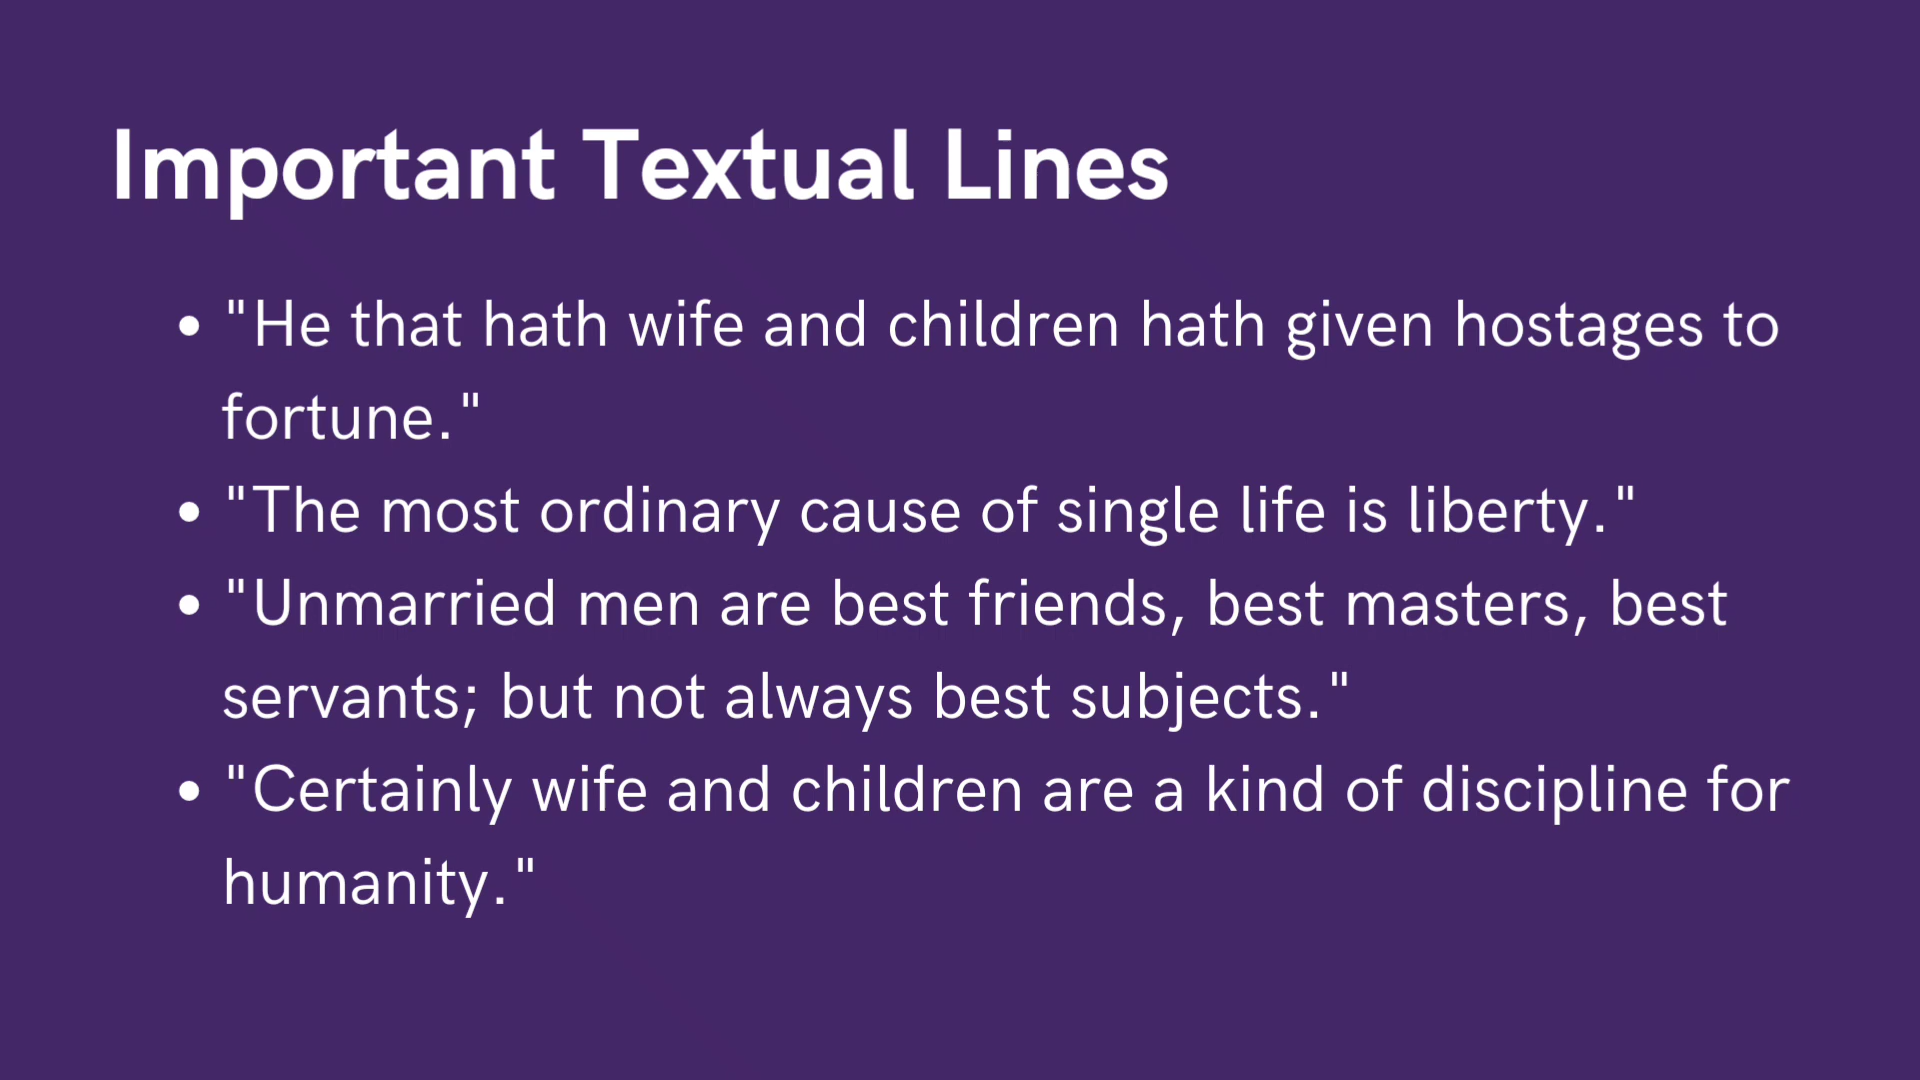 Important Textual Lines
• "He that hath wife and children hath given hostages to
fortune."
• "The most ordinary cause of single life is liberty."
• "Unmarried men are best friends, best masters, best
servants; but not always best subjects."
• "Certainly wife and children are a kind of discipline for
humanity."